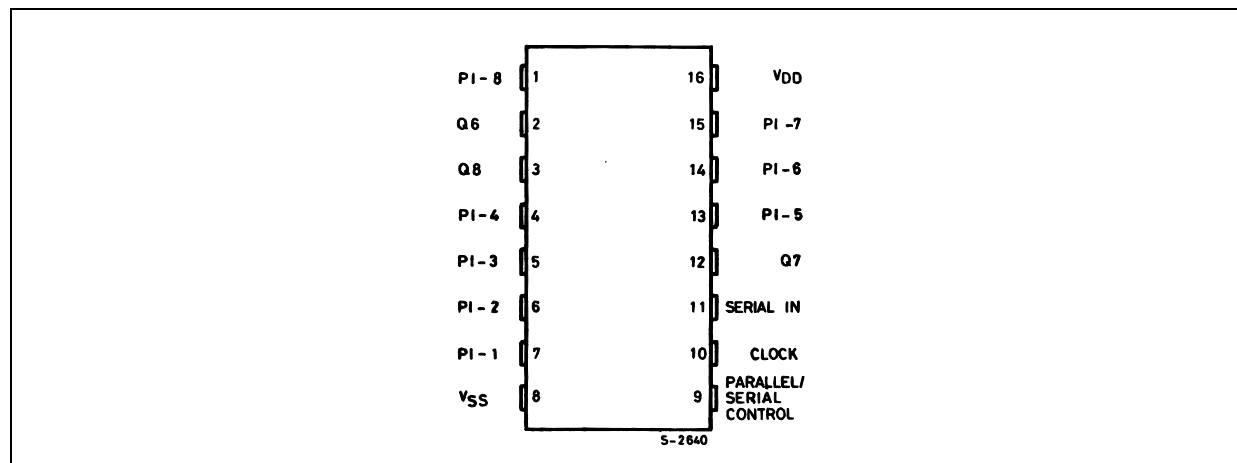 PI-8 1 16 VDD
Q6 2 15 PI-7
Q8 3 14 PI-6
PI-4 4 13 PI-5
PI-3 5 12 Q7
PI-2 6 11 SERIAL IN
PI-1 7 10 CLOCK
VSS 8 9 PARALLEL/
SERIAL
CONTROL
S-2640